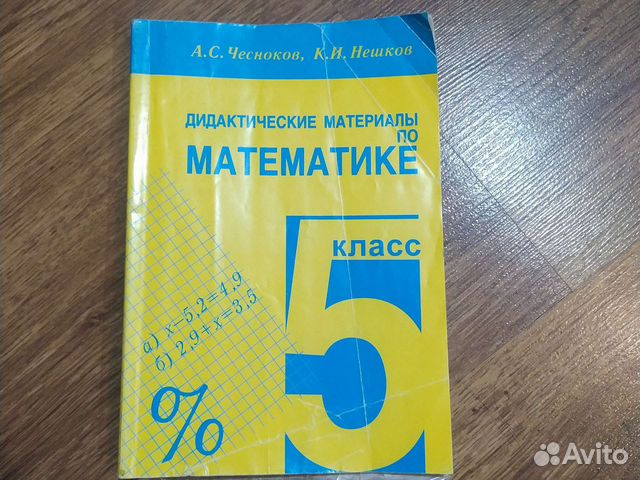 А.С. Чесноков, К.И. Нешков
ДИДАКТИЧЕСКИЕ МАТЕРИАЛЫ
ПО
МАТЕМАТИКЕ
класс
5
а) x−5,2=4,9
б) 2,9+x=3,5
%
Avito